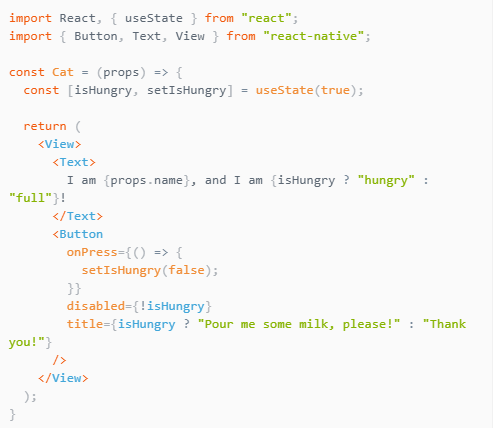 import React, { useState } from "react";
import { Button, Text, View } from "react-native";

const Cat = (props) => {
  const [isHungry, setIsHungry] = useState(true);

  return (
    <View>
      <Text>
        I am {props.name}, and I am {isHungry ? "hungry" :
"full"}!
      </Text>
      <Button
        onPress={() => {
          setIsHungry(false);
        }}
        disabled={!isHungry}
        title={isHungry ? "Pour me some milk, please!" : "Thank
you!"}
      />
    </View>
  );
}